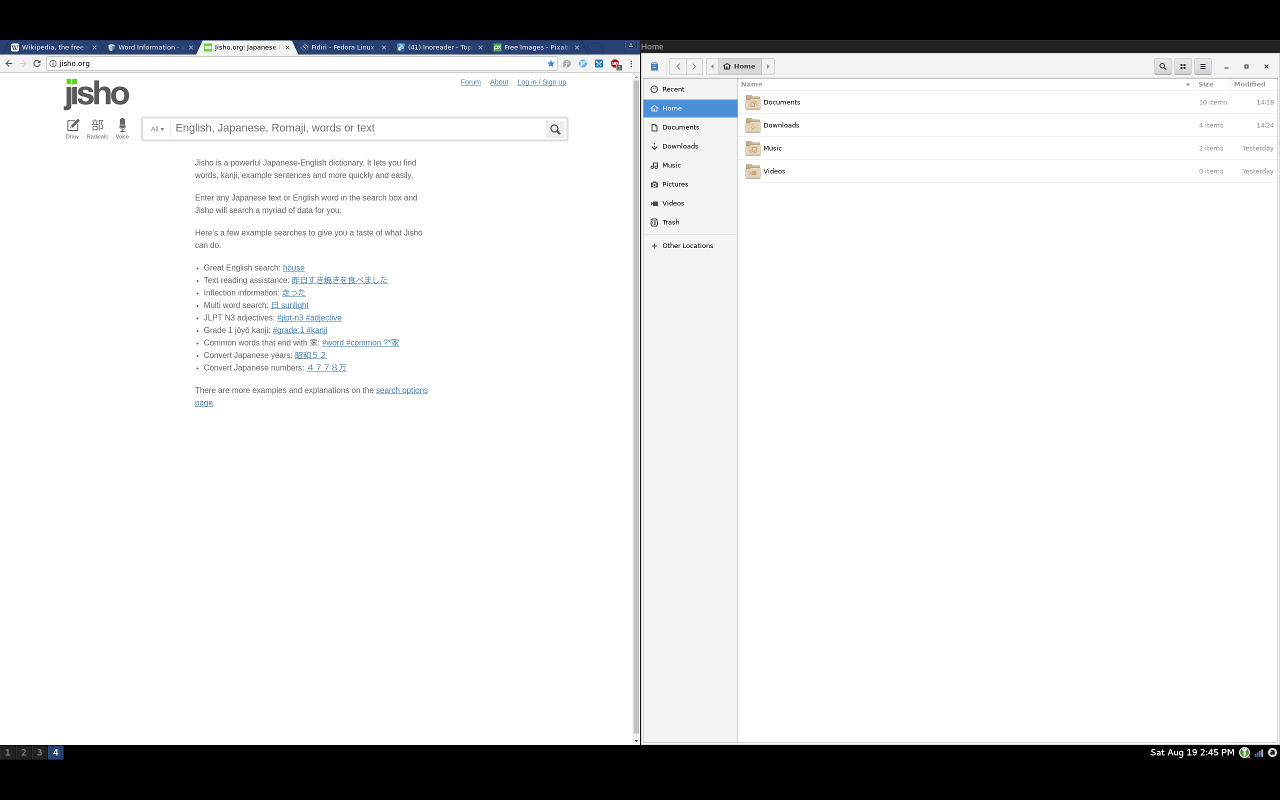 Wikipedia, the free
Word Information -
Jisho.org: Japanese
Fidiri - Fedora Linux
(41) Inoreader - Top
Free Images - Pixab
jisho.org
jisho
Forum
About
Log in / Sign up
Draw
部
Radicals
Voice
All ▾
English, Japanese, Romaji, words or text
Jisho is a powerful Japanese-English dictionary. It lets you find
words, kanji, example sentences and more quickly and easily.
Enter any Japanese text or English word in the search box and
Jisho will search a myriad of data for you.
Here's a few example searches to give you a taste of what Jisho
can do.
• Great English search: house
• Text reading assistance: 昨日すき焼きを食べました
• Inflection information: 走った
• Multi word search: 日 sunlight
• JLPT N3 adjectives: #jlpt-n3 #adjective
• Grade 1 jōyō kanji: #grade:1 #kanji
• Common words that end with 家: #word #common ?*家
• Convert Japanese years: 昭和５２
• Convert Japanese numbers: ４７７８万
There are more examples and explanations on the search options
page.
Home
Home
Recent
Home
Documents
Downloads
Music
Pictures
Videos
Trash
+ Other Locations
Name Size Modified
Documents 10 items 14:19
Downloads 4 items 14:24
Music 2 items Yesterday
Videos 0 items Yesterday
1 2 3 4
Sat Aug 19 2:45 PM